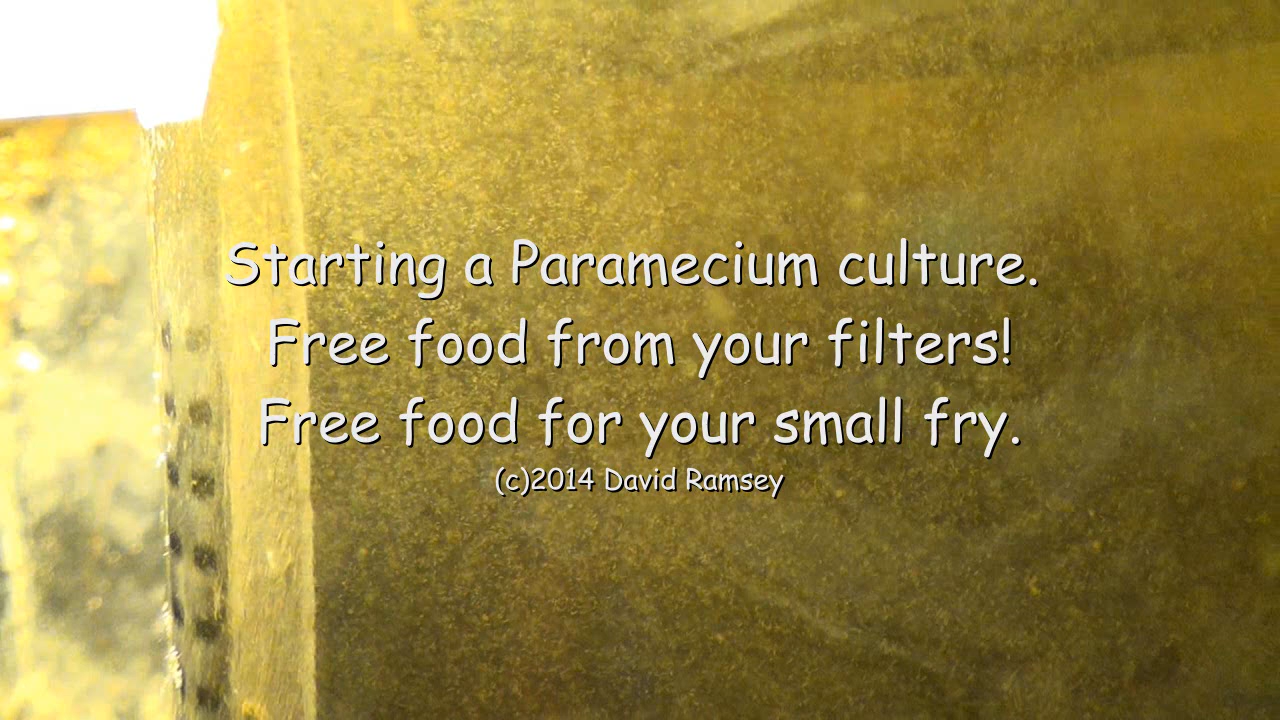 Starting a Paramecium culture.
Free food from your filters!
Free food for your small fry.
(c)2014 David Ramsey